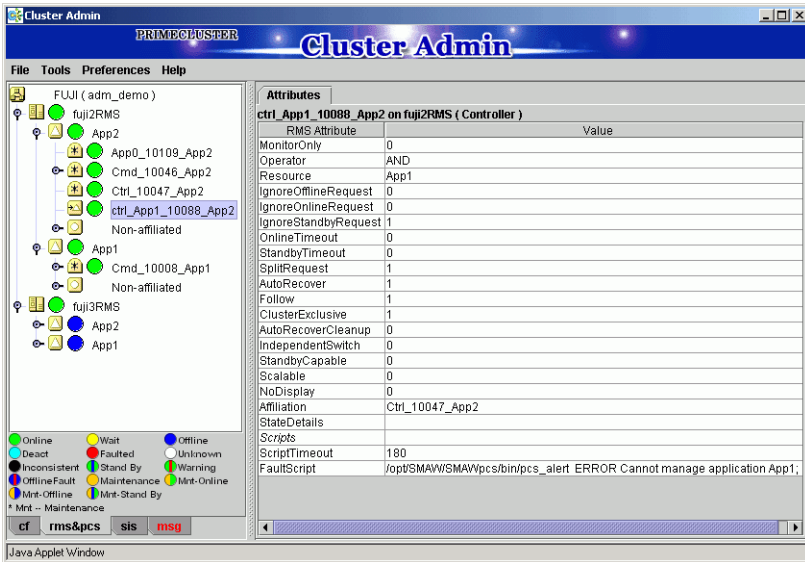 Cluster Admin
PRIMECLUSTER
Cluster Admin
File Tools Preferences Help
FUJI ( adm_demo )
fuji2RMS
App2
App0_10109_App2
Cmd_10046_App2
Ctrl_10047_App2
ctrl_App1_10088_App2
Non-affiliated
App1
Cmd_10008_App1
Non-affiliated
fuji3RMS
App2
App1
Online Wait Offline
Deact Faulted Unknown
Inconsistent Stand By Warning
OfflineFault Maintenance Mnt-Online
Mnt-Offline Mnt-Stand By
* Mnt -- Maintenance
cf rms&pcs sis msg
Attributes
ctrl_App1_10088_App2 on fuji2RMS ( Controller )
RMS Attribute Value
MonitorOnly 0
Operator AND
Resource App1
IgnoreOfflineRequest 0
IgnoreOnlineRequest 0
IgnoreStandbyRequest 1
OnlineTimeout 0
StandbyTimeout 0
SplitRequest 1
AutoRecover 1
Follow 1
ClusterExclusive 1
AutoRecoverCleanup 0
IndependentSwitch 0
StandbyCapable 0
Scalable 0
NoDisplay 0
Affiliation Ctrl_10047_App2
StateDetails
Scripts
ScriptTimeout 180
FaultScript /opt/SMAW/SMAWpcs/bin/pcs_alert ERROR Cannot manage application App1;
Java Applet Window